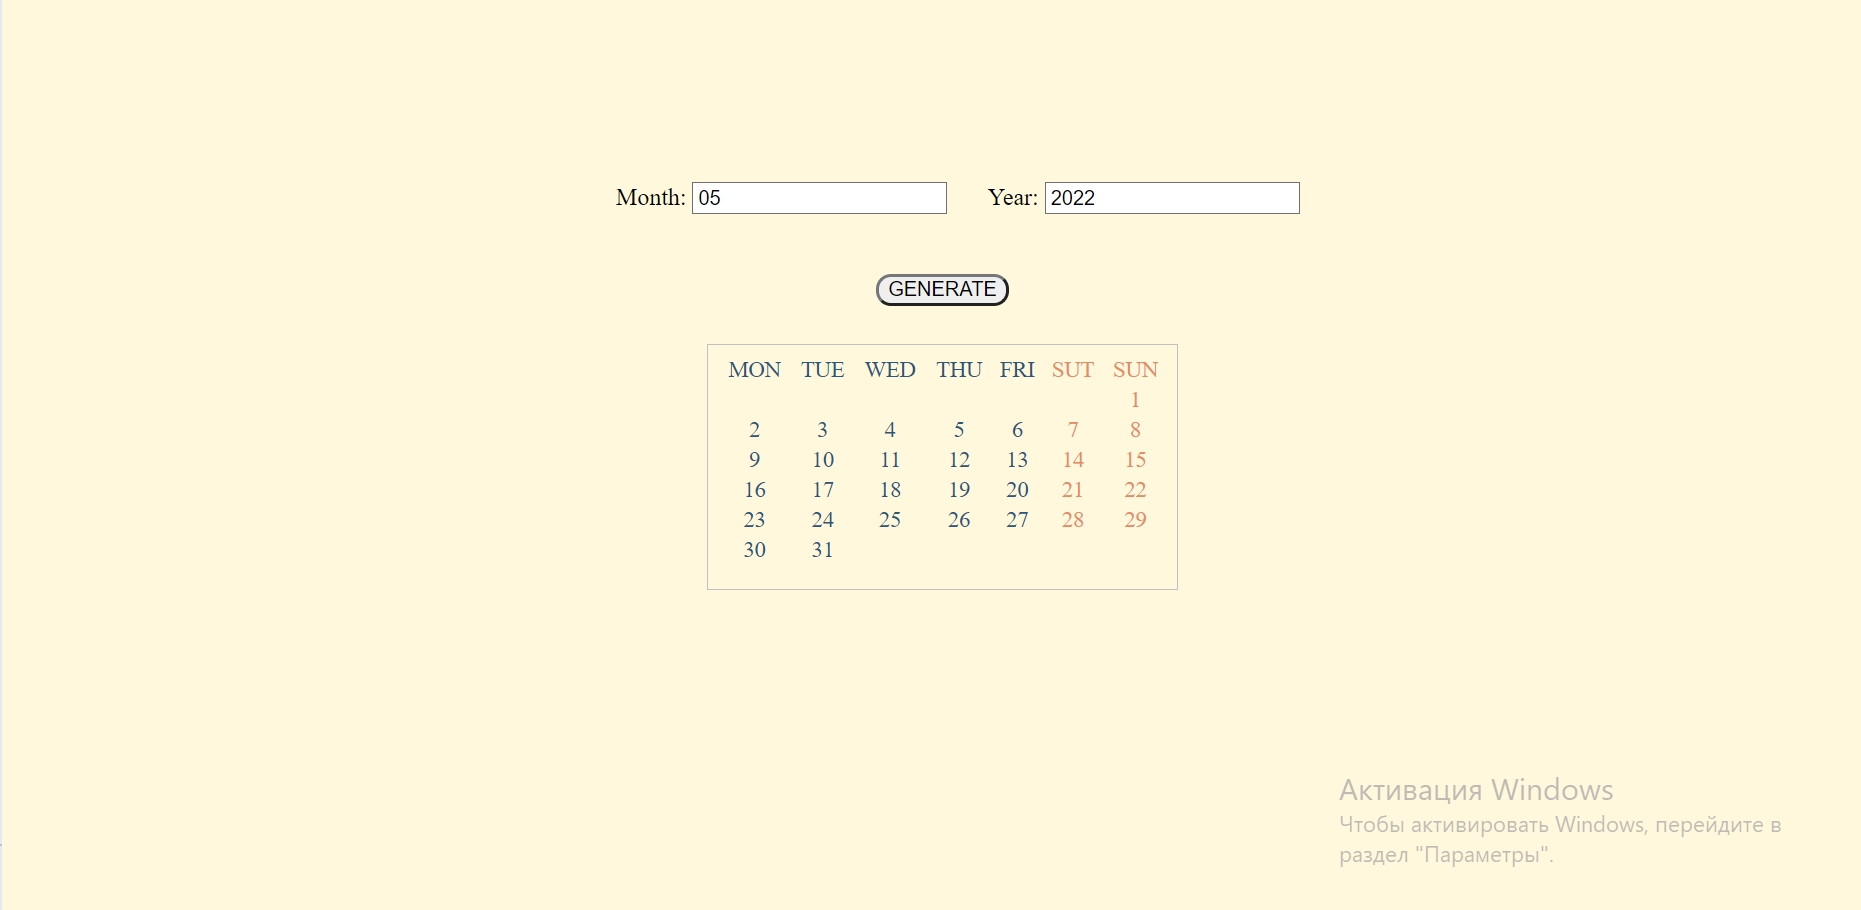 Month: 05 Year: 2022
GENERATE
MON TUE WED THU FRI SUT SUN
1
2 3 4 5 6 7 8
9 10 11 12 13 14 15
16 17 18 19 20 21 22
23 24 25 26 27 28 29
30 31
Активация Windows
Чтобы активировать Windows, перейдите в
раздел "Параметры".